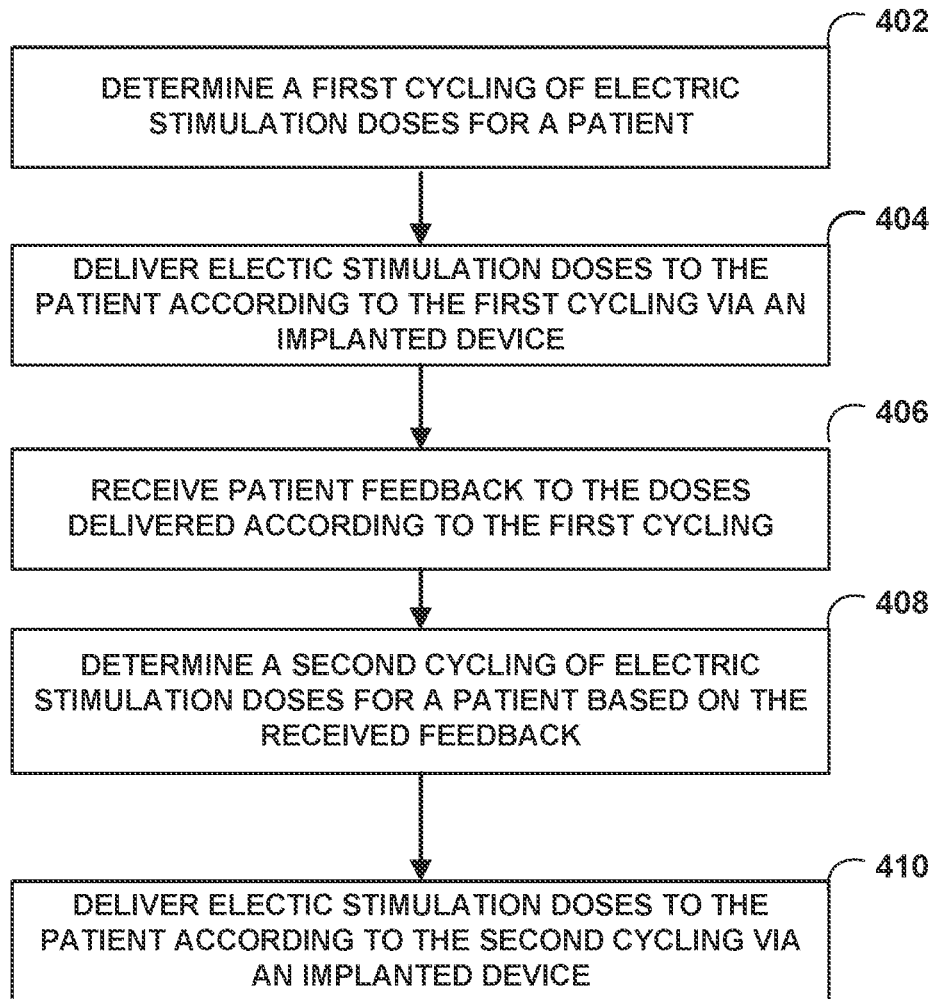 402
DETERMINE A FIRST CYCLING OF ELECTRIC
STIMULATION DOSES FOR A PATIENT
404
DELIVER ELECTIC STIMULATION DOSES TO THE
PATIENT ACCORDING TO THE FIRST CYCLING VIA AN
IMPLANTED DEVICE
406
RECEIVE PATIENT FEEDBACK TO THE DOSES
DELIVERED ACCORDING TO THE FIRST CYCLING
408
DETERMINE A SECOND CYCLING OF ELECTRIC
STIMULATION DOSES FOR A PATIENT BASED ON THE
RECEIVED FEEDBACK
410
DELIVER ELECTIC STIMULATION DOSES TO THE
PATIENT ACCORDING TO THE SECOND CYCLING VIA
AN IMPLANTED DEVICE